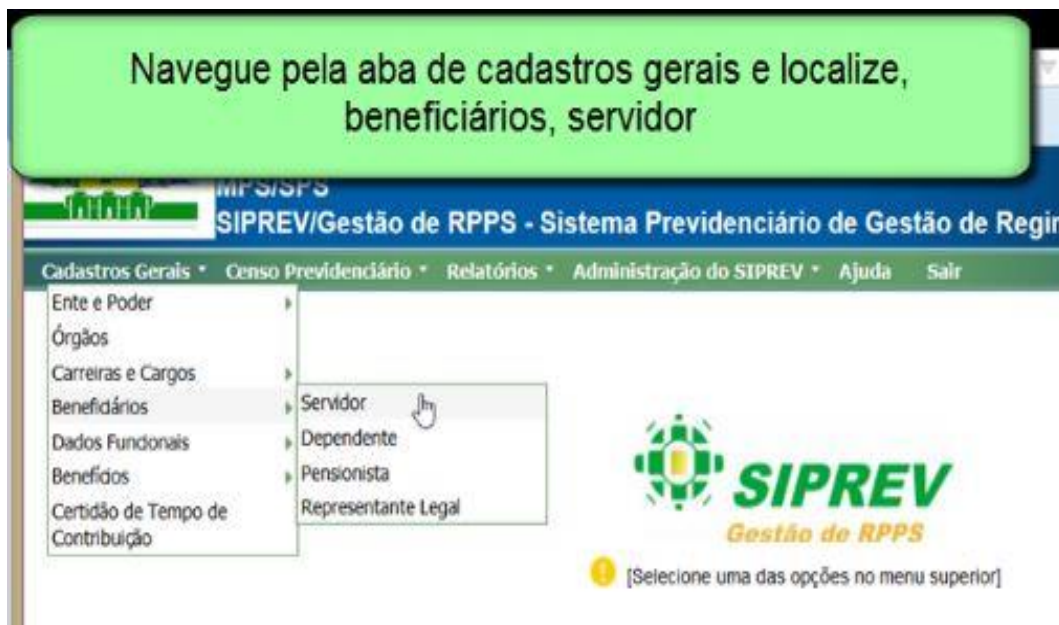 Navegue pela aba de cadastros gerais e localize,
beneficiários, servidor
MPS/SPS
SIPREV/Gestão de RPPS - Sistema Previdenciário de Gestão de Regim
Cadastros Gerais Censo Previdenciário Relatórios Administração do SIPREV Ajuda Sair
Ente e Poder
Órgãos
Carreiras e Cargos
Beneficiários
Servidor
Dados Funcionais
Dependente
Benefícios
Pensionista
Certidão de Tempo de
Contribuição
Representante Legal
SIPREV
Gestão de RPPS
[Selecione uma das opções no menu superior]